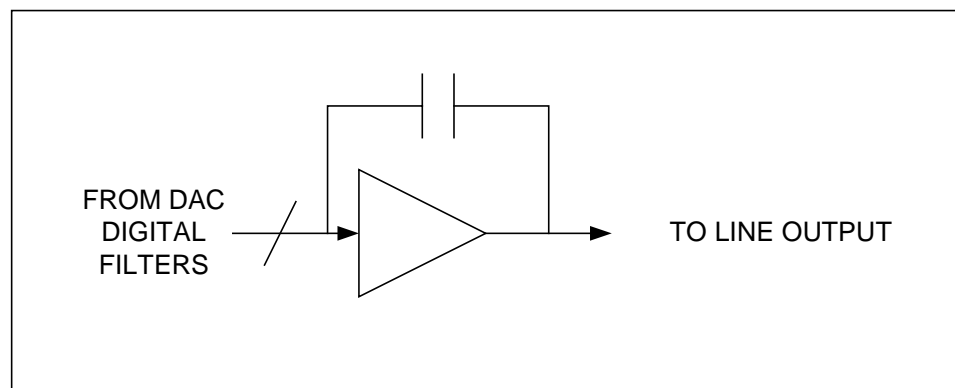 FROM DAC
DIGITAL
FILTERS
TO LINE OUTPUT